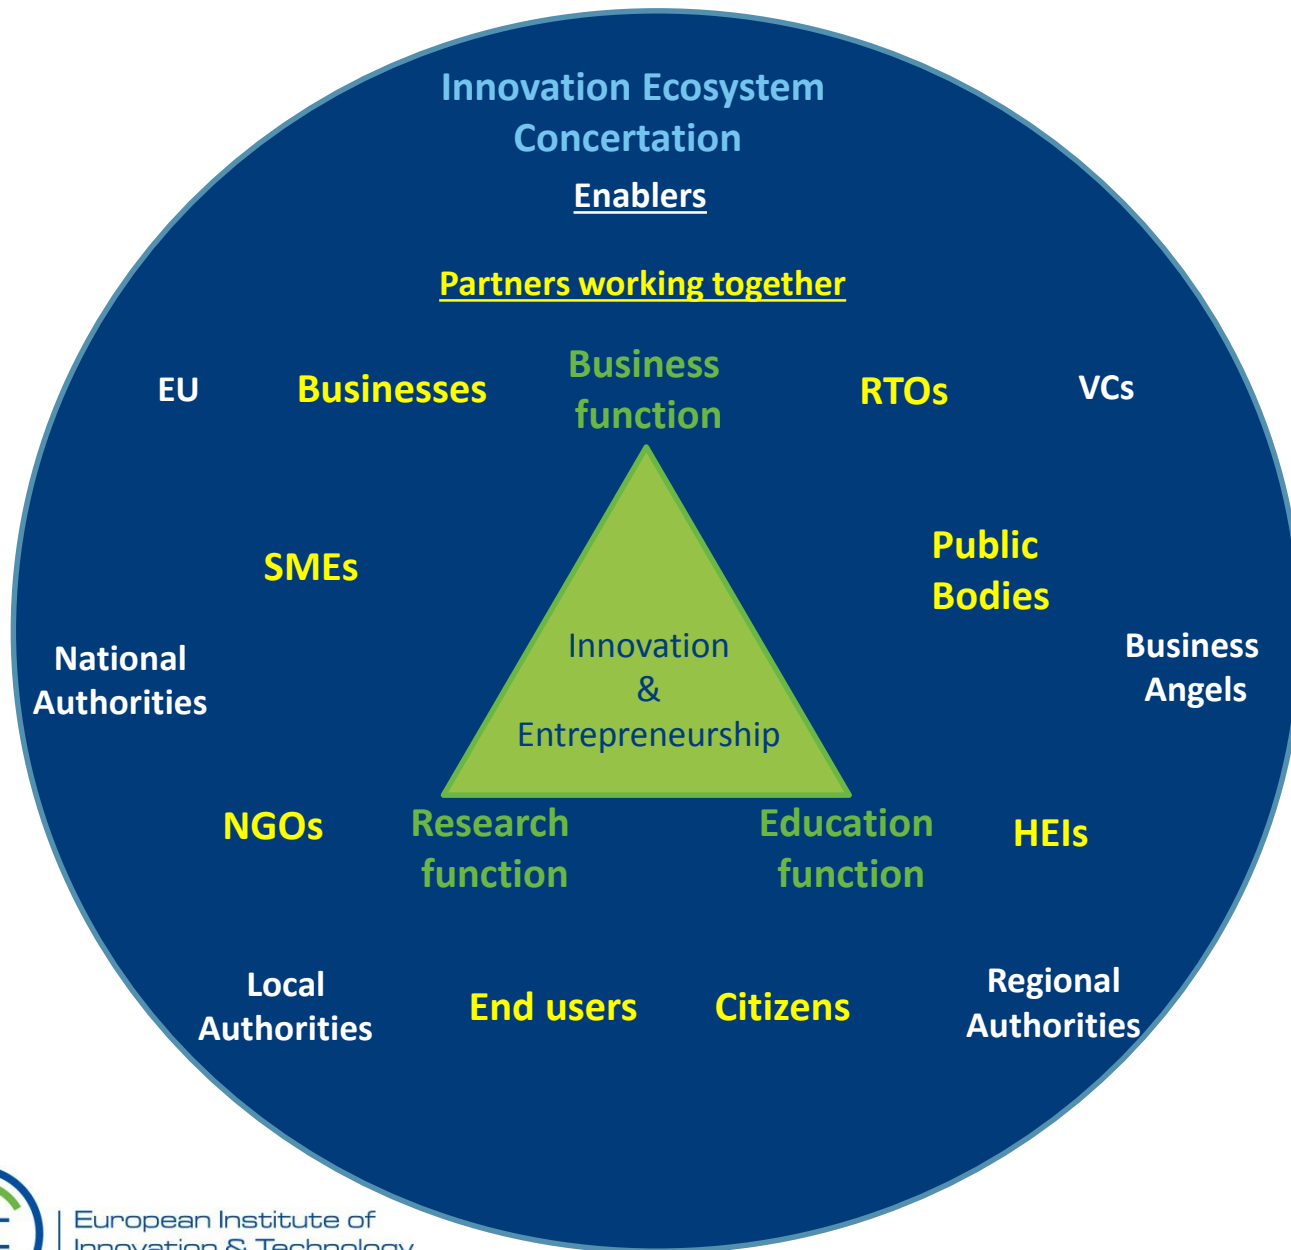 Innovation Ecosystem
Concertation
Enablers
Partners working together
Business
function
EU
Businesses
RTOs
VCs
SMEs
Public
Bodies
Innovation
&
Entrepreneurship
National
Authorities
Business
Angels
NGOs
Research
function
Education
function
HEIs
Local
Authorities
End users
Citizens
Regional
Authorities
European Institute of
Innovation & Technology